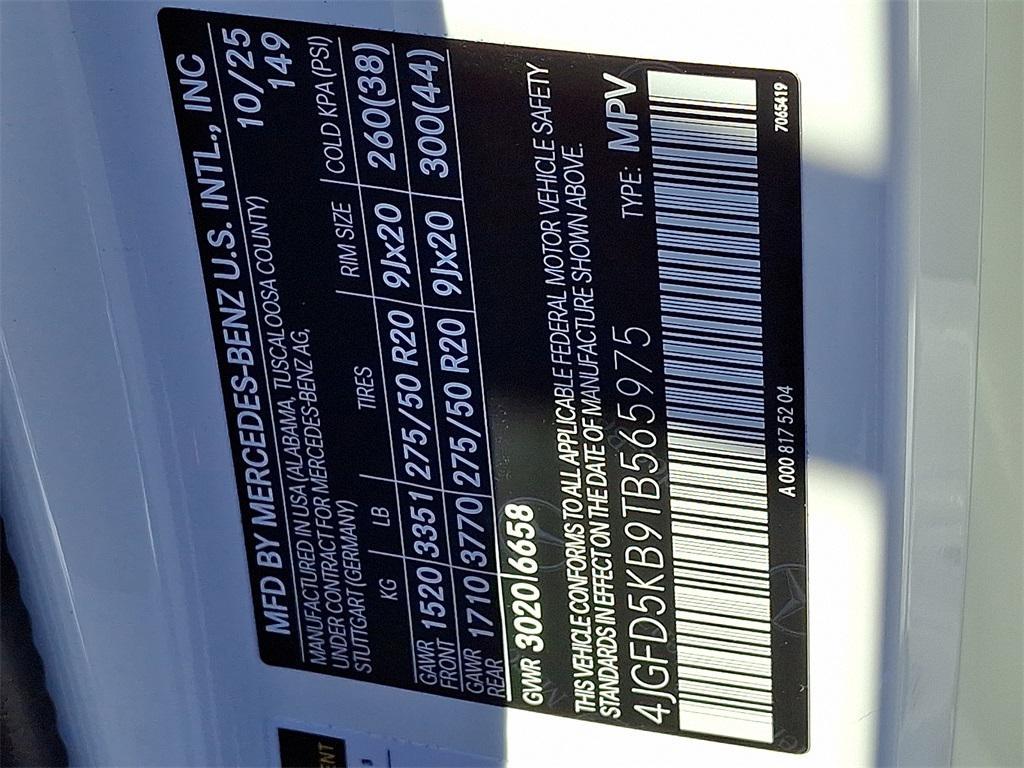 MFD BY MERCEDES-BENZ U.S. INTL., INC
MANUFACTURED IN USA (ALABAMA, TUSCALOOSA COUNTY) 10/25
UNDER CONTRACT FOR MERCEDES-BENZ AG, 149
STUTTGART (GERMANY)
KG LB TIRES RIM SIZE COLD KPA (PSI)
GAWR FRONT 1520 3351 275/50 R20 9Jx20 260(38)
GAWR REAR 1710 3770 275/50 R20 9Jx20 300(44)
GVWR 3020 6658
THIS VEHICLE CONFORMS TO ALL APPLICABLE FEDERAL MOTOR VEHICLE SAFETY
STANDARDS IN EFFECT ON THE DATE OF MANUFACTURE SHOWN ABOVE.
4JGFD5KB9TB565975 TYPE: MPV
A 000 817 52 04 7065419